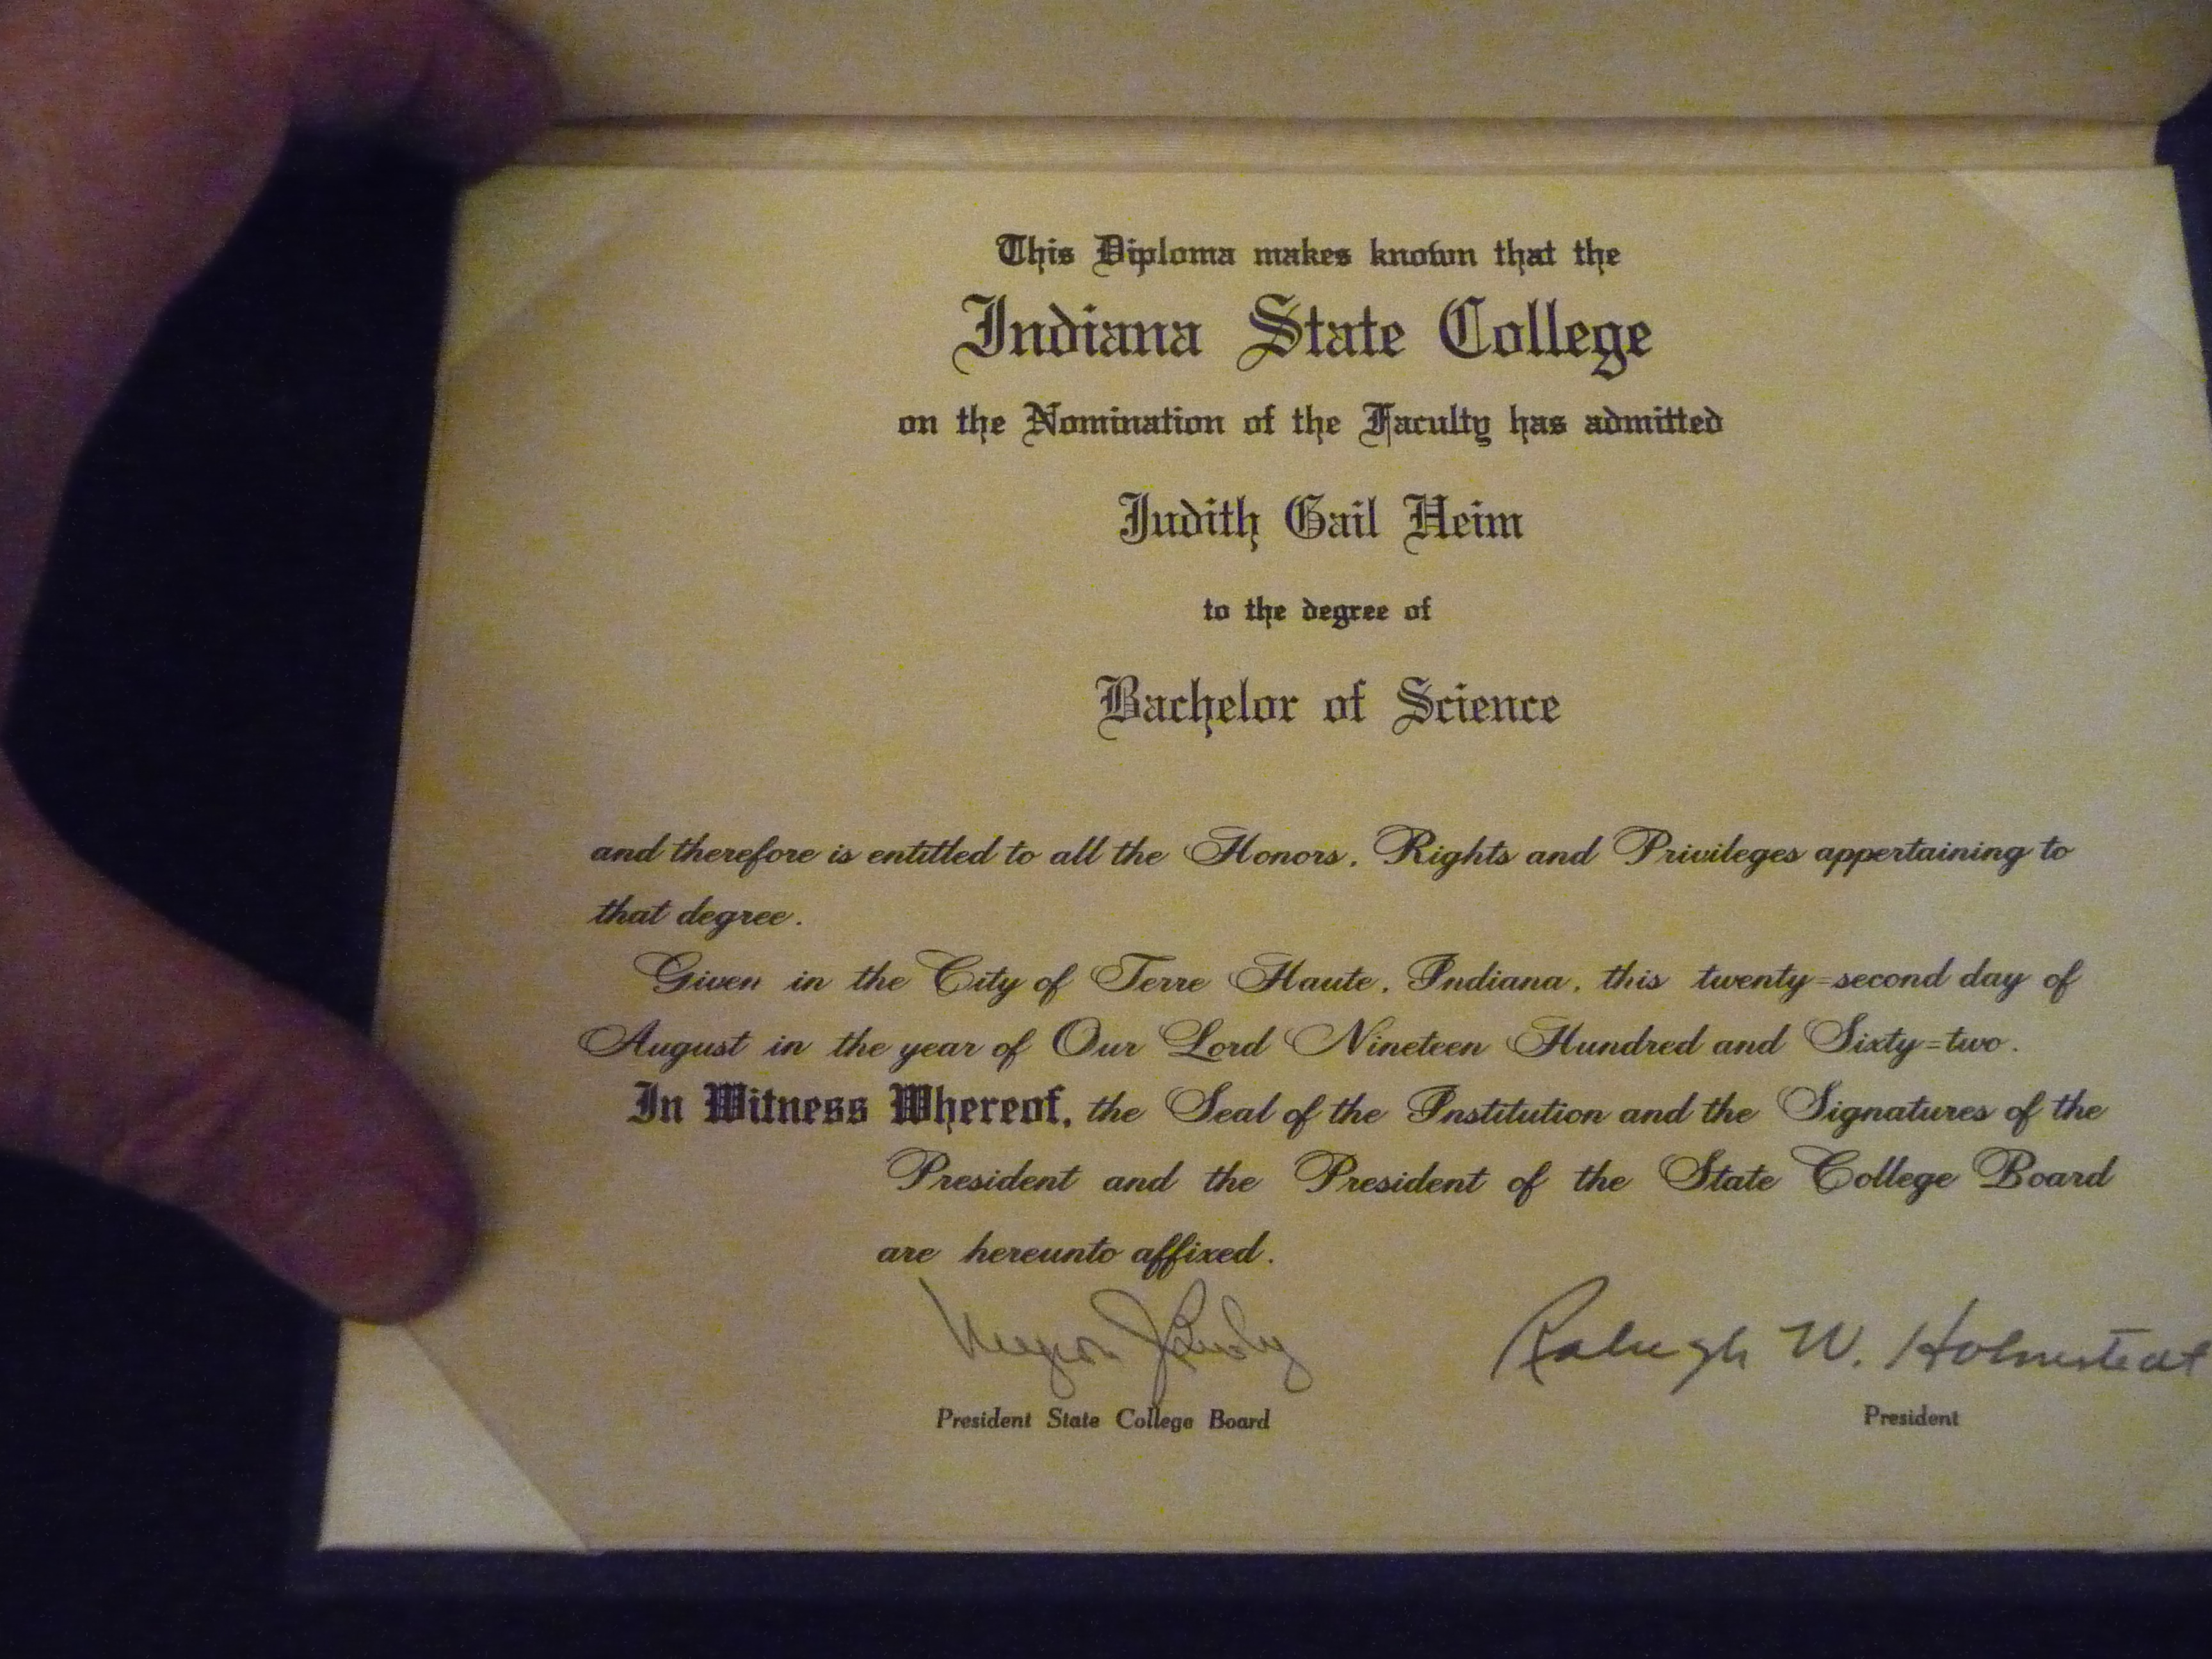 This Diploma makes known that the
Indiana State College
on the Nomination of the Faculty has admitted
Judith Gail Heim
to the degree of
Bachelor of Science
and therefore is entitled to all the Honors, Rights and Privileges appertaining to
that degree.
Given in the City of Terre Haute, Indiana, this twenty=second day of
August in the year of Our Lord Nineteen Hundred and Sixty=two.
In Witness Whereof, the Seal of the Institution and the Signatures of the
President and the President of the State College Board
are hereunto affixed.
Raleigh W. Holmstedt
President State College Board President